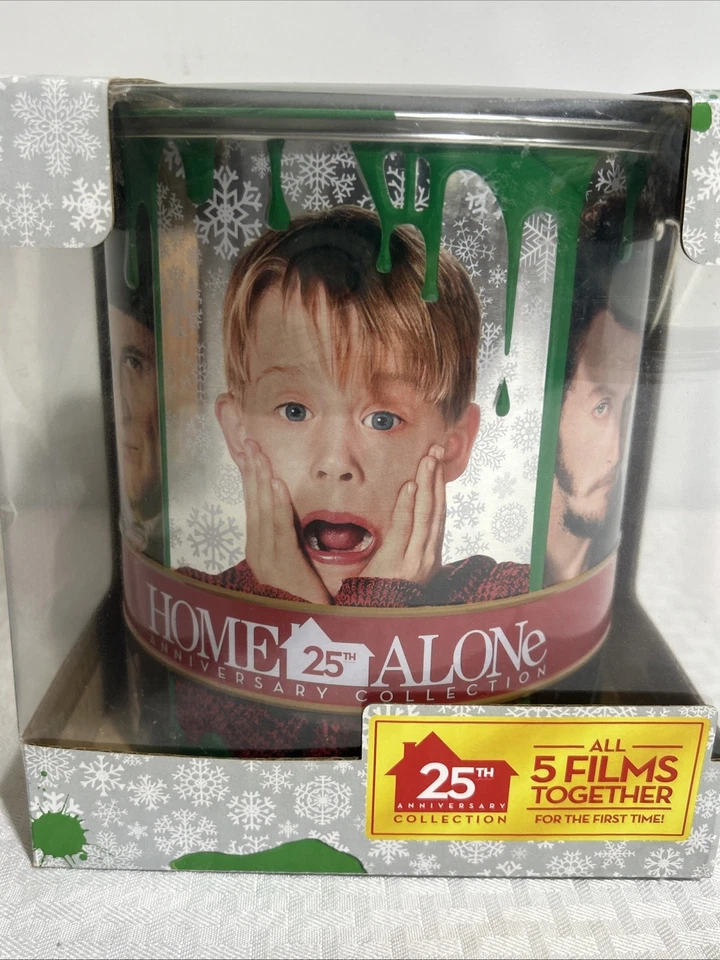 HOME 25TH ALONe
ANNIVERSARY COLLECTION
25TH
ANNIVERSARY
COLLECTION
ALL
5 FILMS
TOGETHER
FOR THE FIRST TIME!